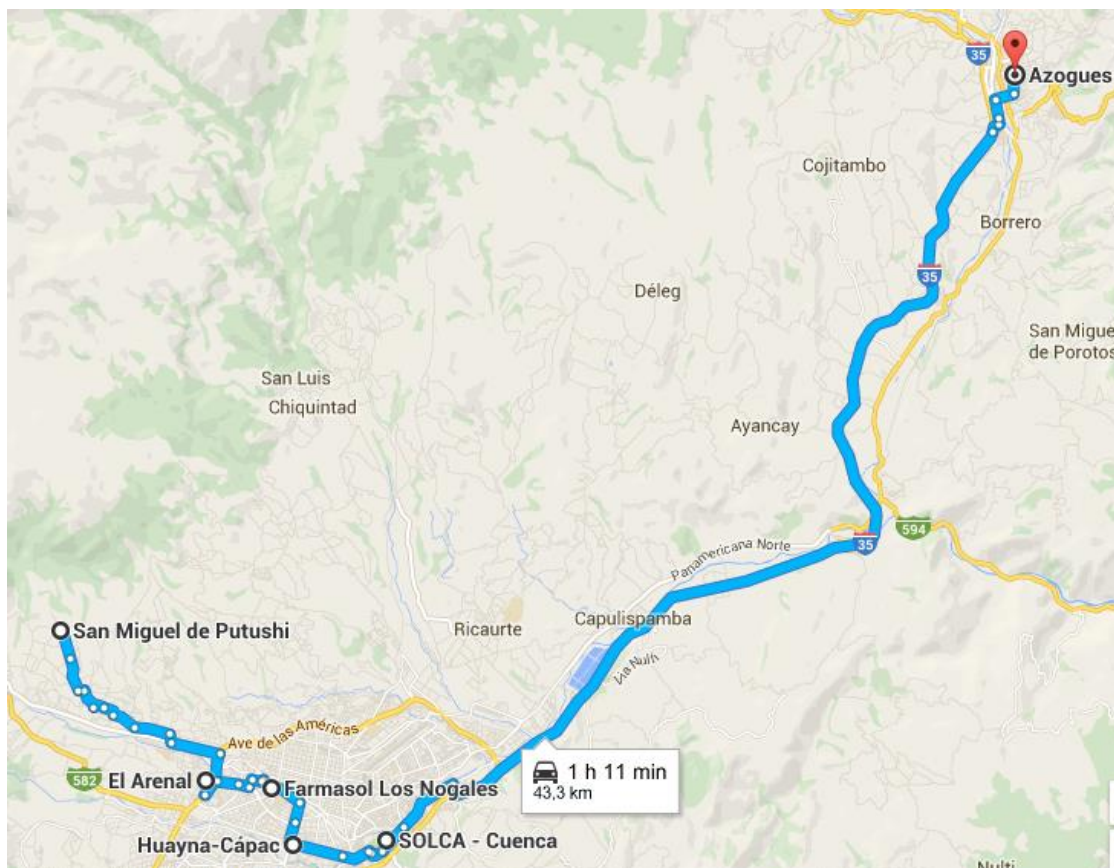 35
Azogues
Cojitambo
Borrero
35
Déleg
San Migue
de Porotos
San Luis
Chiquintad
Ayancay
594
35
Panamericana Norte
Capulispamba
San Miguel de Putushi
Ricaurte
Via Nulti
Ave de las Américas
1 h 11 min
43,3 km
582
El Arenal
Farmasol Los Nogales
Huayna-Cápac
SOLCA - Cuenca
Nulti